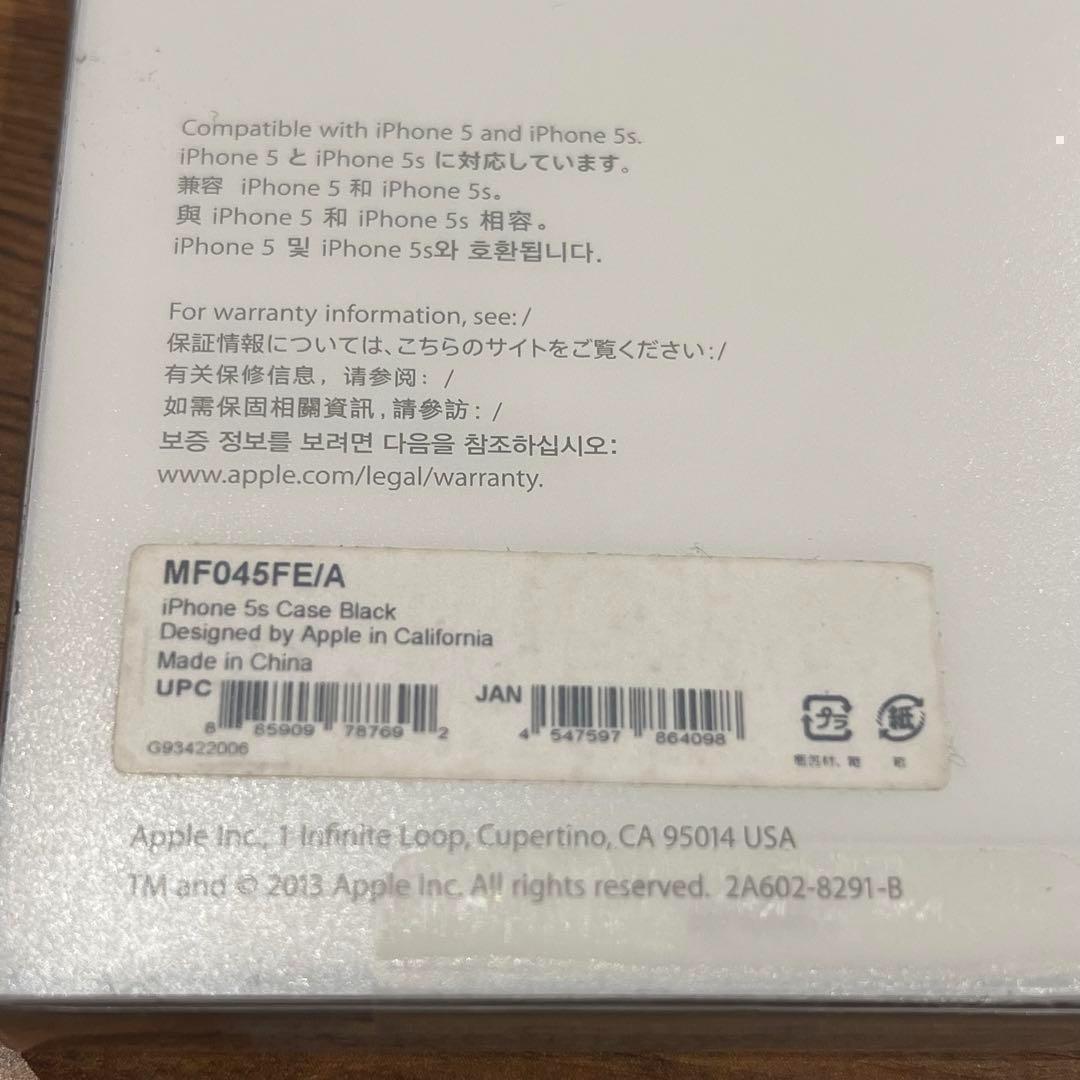 Compatible with iPhone 5 and iPhone 5s.
iPhone 5 と iPhone 5s に対応しています。
兼容 iPhone 5 和 iPhone 5s。
與 iPhone 5 和 iPhone 5s 相容。
iPhone 5 및 iPhone 5s와 호환됩니다.
For warranty information, see: /
保証情報については、こちらのサイトをご覧ください: /
有关保修信息，请参阅： /
如需保固相關資訊，請參訪： /
보증 정보를 보려면 다음을 참조하십시오:
www.apple.com/legal/warranty.
MF045FE/A
iPhone 5s Case Black
Designed by Apple in California
Made in China
UPC 8 85909 78769 2
JAN 4 547597 864098
プラ
紙
G93422006
Apple Inc., 1 Infinite Loop, Cupertino, CA 95014 USA
TM and © 2013 Apple Inc. All rights reserved. 2A602-8291-B